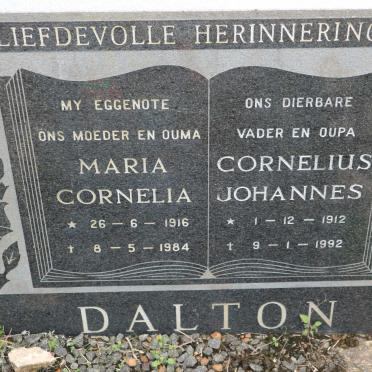 LIEFDEVOLLE HERINNERING
MY EGGENOTE
ONS MOEDER EN OUMA
MARIA
CORNELIA
* 26 – 6 – 1916
† 8 – 5 – 1984
ONS DIERBARE
VADER EN OUPA
CORNELIUS
JOHANNES
* 1 – 12 – 1912
† 9 – 1 – 1992
DALTON